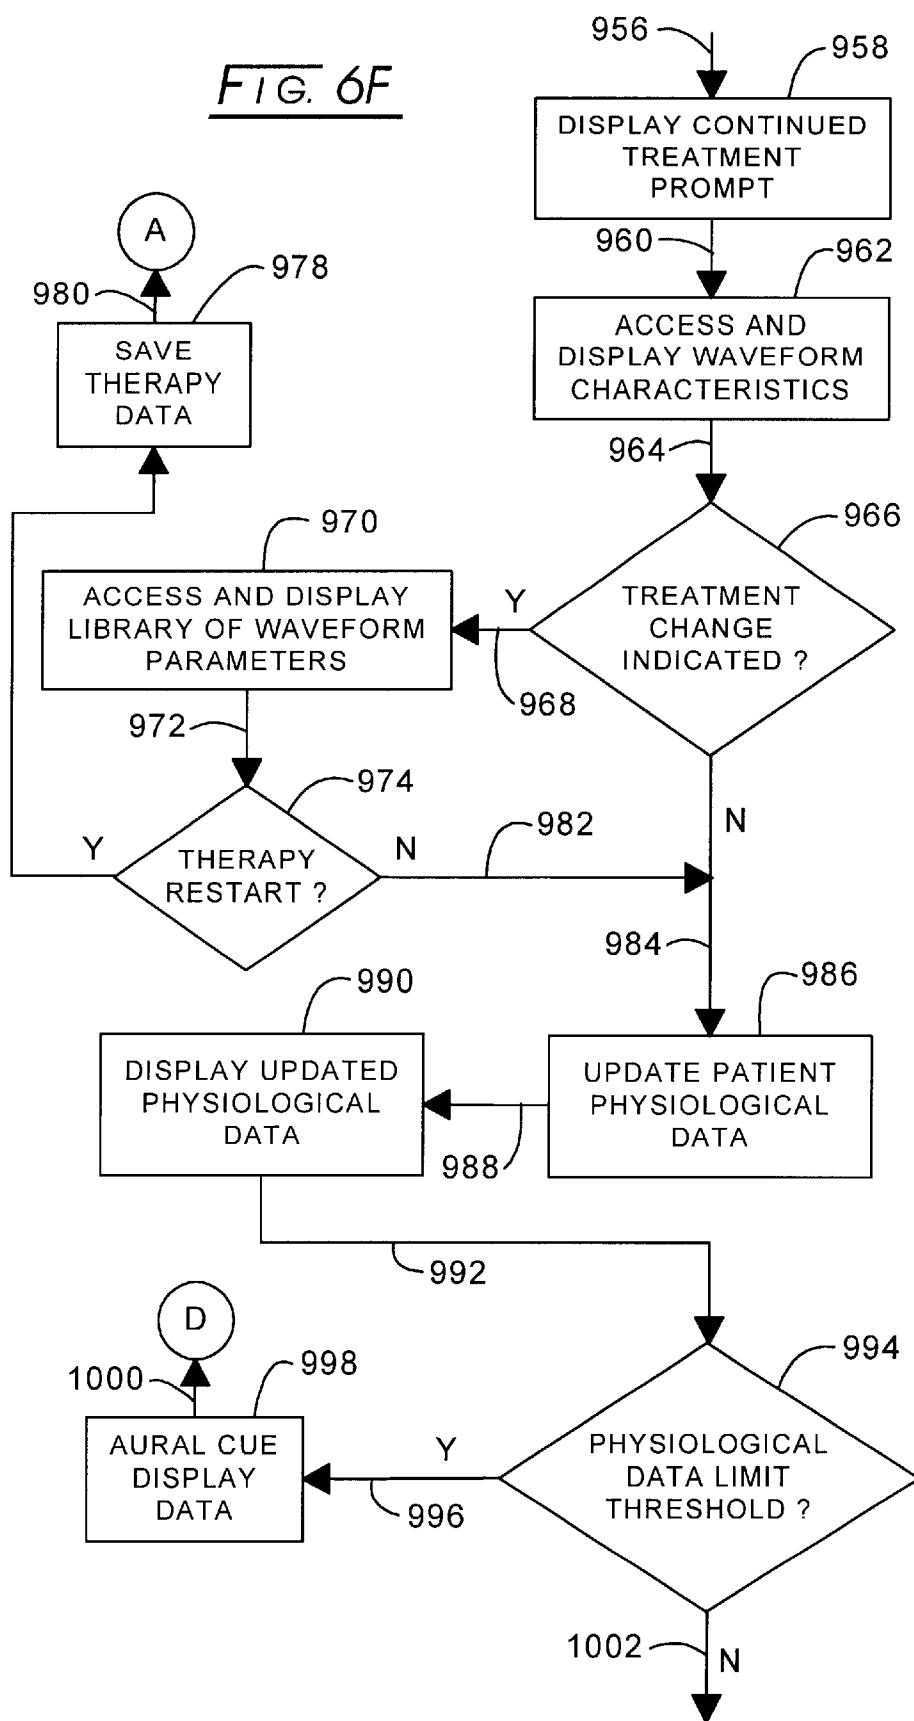 FIG. 6F
956
958
DISPLAY CONTINUED
TREATMENT
PROMPT
960
962
ACCESS AND
DISPLAY WAVEFORM
CHARACTERISTICS
964
966
TREATMENT
CHANGE
INDICATED ?
Y
968
N
970
ACCESS AND DISPLAY
LIBRARY OF WAVEFORM
PARAMETERS
972
974
THERAPY
RESTART ?
Y
N
982
A
980
978
SAVE
THERAPY
DATA
984
986
UPDATE PATIENT
PHYSIOLOGICAL
DATA
988
990
DISPLAY UPDATED
PHYSIOLOGICAL
DATA
992
994
PHYSIOLOGICAL
DATA LIMIT
THRESHOLD ?
Y
996
D
1000
998
AURAL CUE
DISPLAY
DATA
1002
N